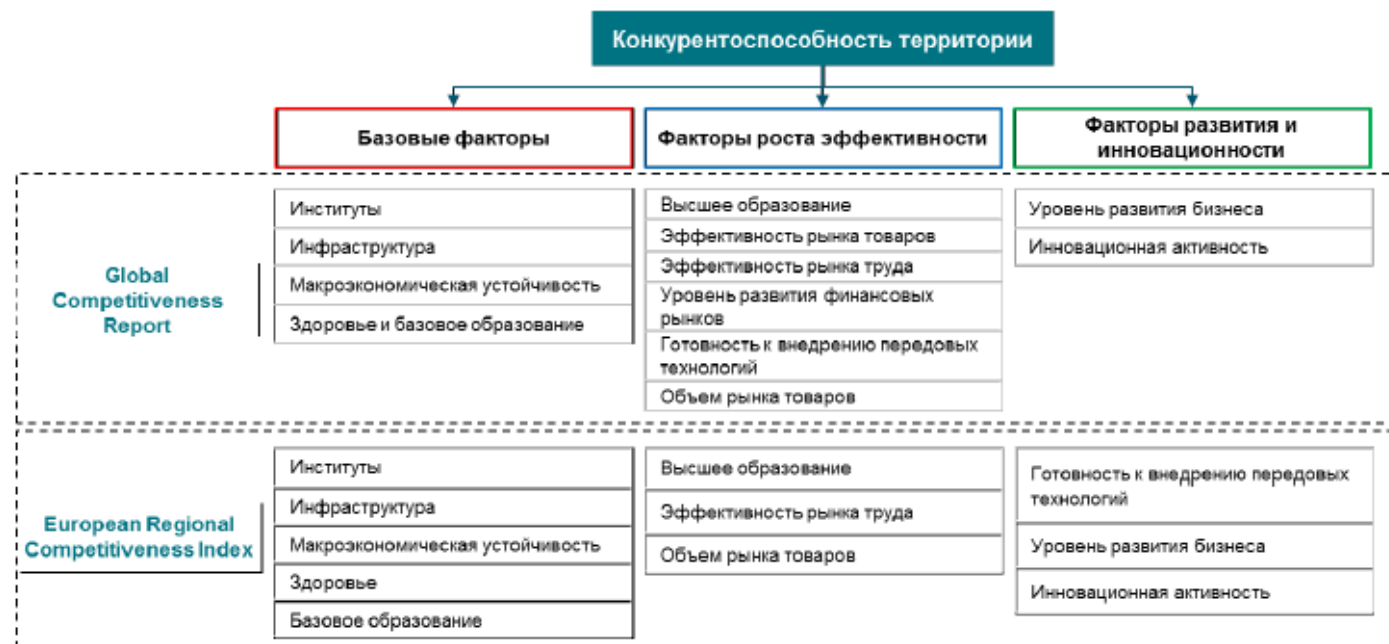 Конкурентоспособность территории
Базовые факторы
Факторы роста эффективности
Факторы развития и
инновационности
Global
Competitiveness
Report
Институты
Инфраструктура
Макроэкономическая устойчивость
Здоровье и базовое образование
Высшее образование
Эффективность рынка товаров
Эффективность рынка труда
Уровень развития финансовых
рынков
Готовность к внедрению передовых
технологий
Объем рынка товаров
Уровень развития бизнеса
Инновационная активность
European Regional
Competitiveness Index
Институты
Инфраструктура
Макроэкономическая устойчивость
Здоровье
Базовое образование
Высшее образование
Эффективность рынка труда
Объем рынка товаров
Готовность к внедрению передовых
технологий
Уровень развития бизнеса
Инновационная активность